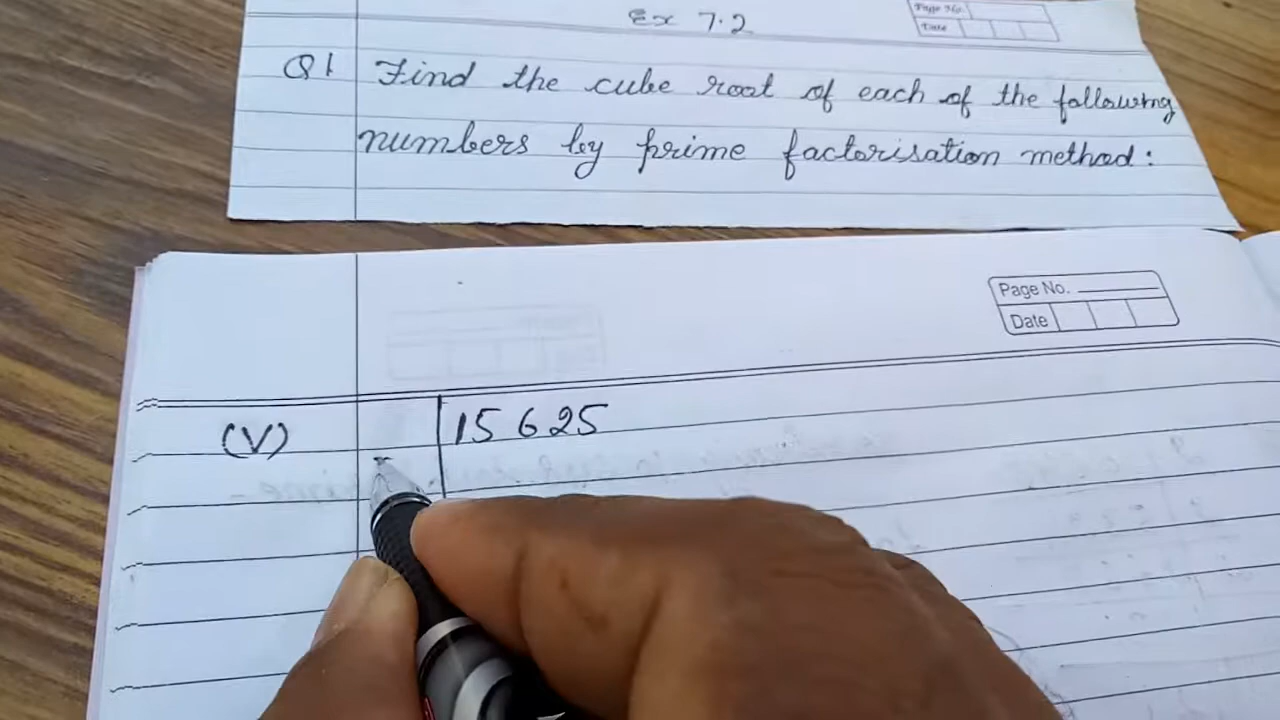 Ex 7.2
Page No.
Date
Q1 Find the cube root of each of the following
numbers by prime factorisation method:
Page No.
Date
(V) 15625